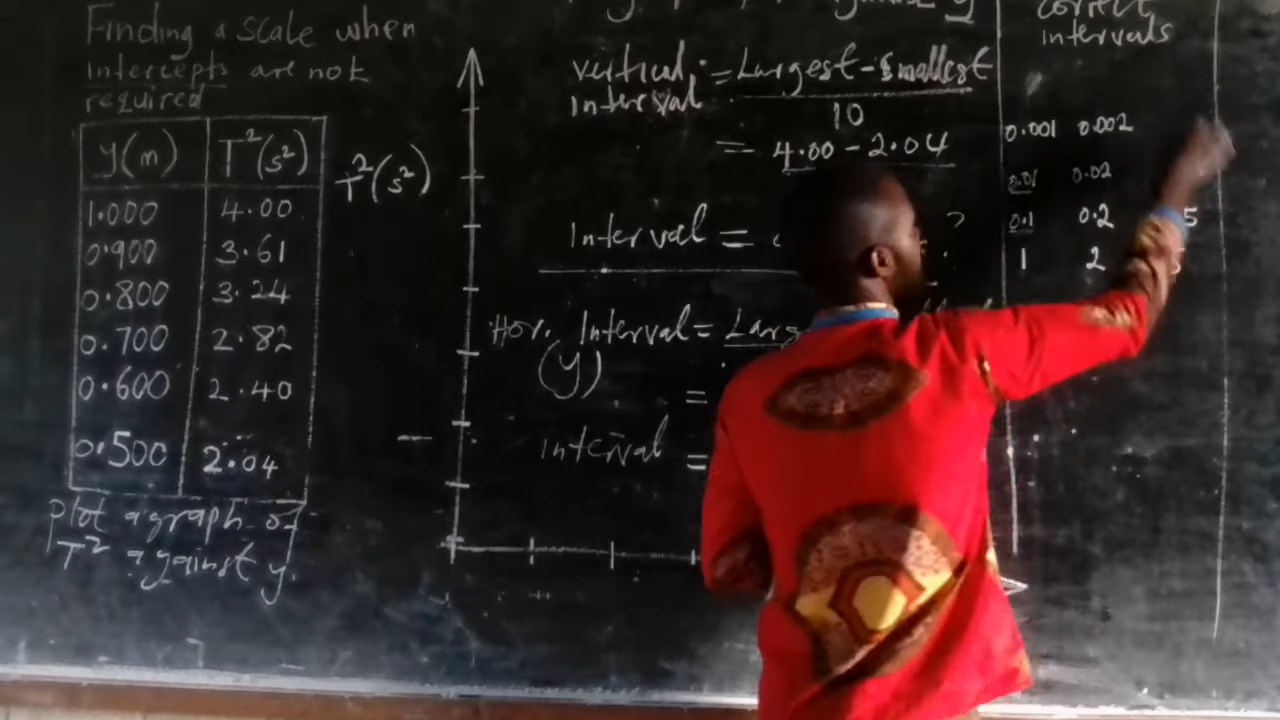 Finding a scale when
intercepts are not
required
y(m) T²(s²)
1.000 4.00
0.900 3.61
0.800 3.24
0.700 2.82
0.600 2.40
0.500 2.04
plot a graph of
T² against y.
T²(s²)
against y
vertical interval = Largest - Smallest
10
= 4.00 - 2.04
Interval =
Hor. Interval =
(y)
=
interval =
correct
intervals
0.001 0.002
0.01 0.02
0.1 0.2 5
1 2